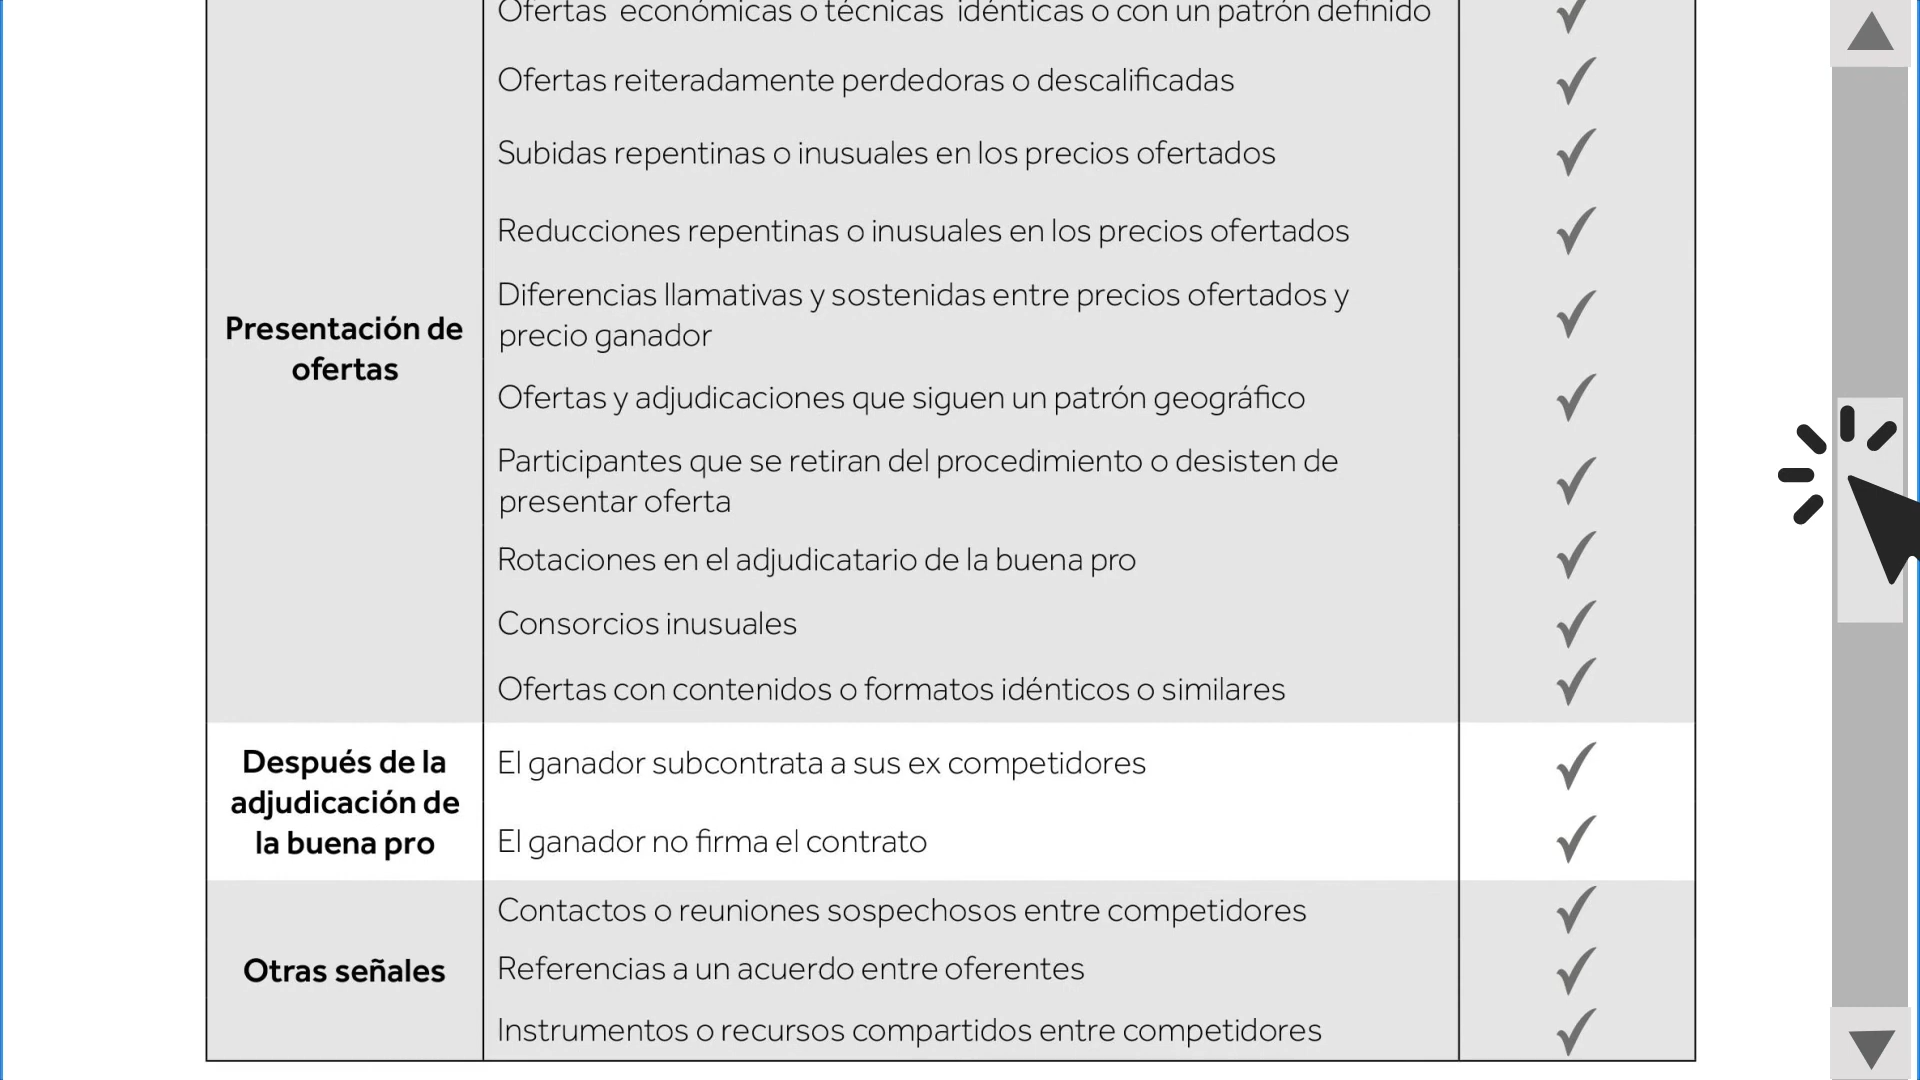 Ofertas económicas o técnicas idénticas o con un patrón definido
Ofertas reiteradamente perdedoras o descalificadas
Subidas repentinas o inusuales en los precios ofertados
Reducciones repentinas o inusuales en los precios ofertados
Presentación de
ofertas
Diferencias llamativas y sostenidas entre precios ofertados y
precio ganador
Ofertas y adjudicaciones que siguen un patrón geográfico
Participantes que se retiran del procedimiento o desisten de
presentar oferta
Rotaciones en el adjudicatario de la buena pro
Consorcios inusuales
Ofertas con contenidos o formatos idénticos o similares
Después de la
adjudicación de
la buena pro
El ganador subcontrata a sus ex competidores
El ganador no firma el contrato
Otras señales
Contactos o reuniones sospechosos entre competidores
Referencias a un acuerdo entre oferentes
Instrumentos o recursos compartidos entre competidores